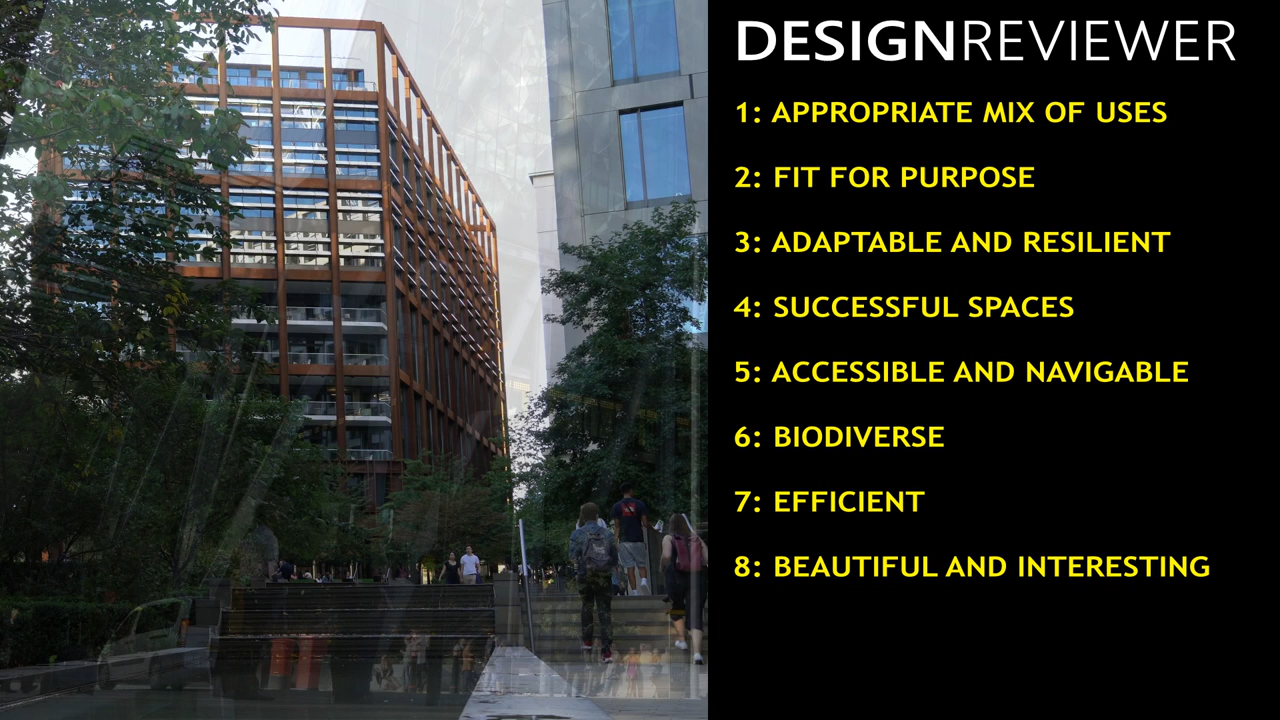 DESIGNREVIEWER
1: APPROPRIATE MIX OF USES
2: FIT FOR PURPOSE
3: ADAPTABLE AND RESILIENT
4: SUCCESSFUL SPACES
5: ACCESSIBLE AND NAVIGABLE
6: BIODIVERSE
7: EFFICIENT
8: BEAUTIFUL AND INTERESTING